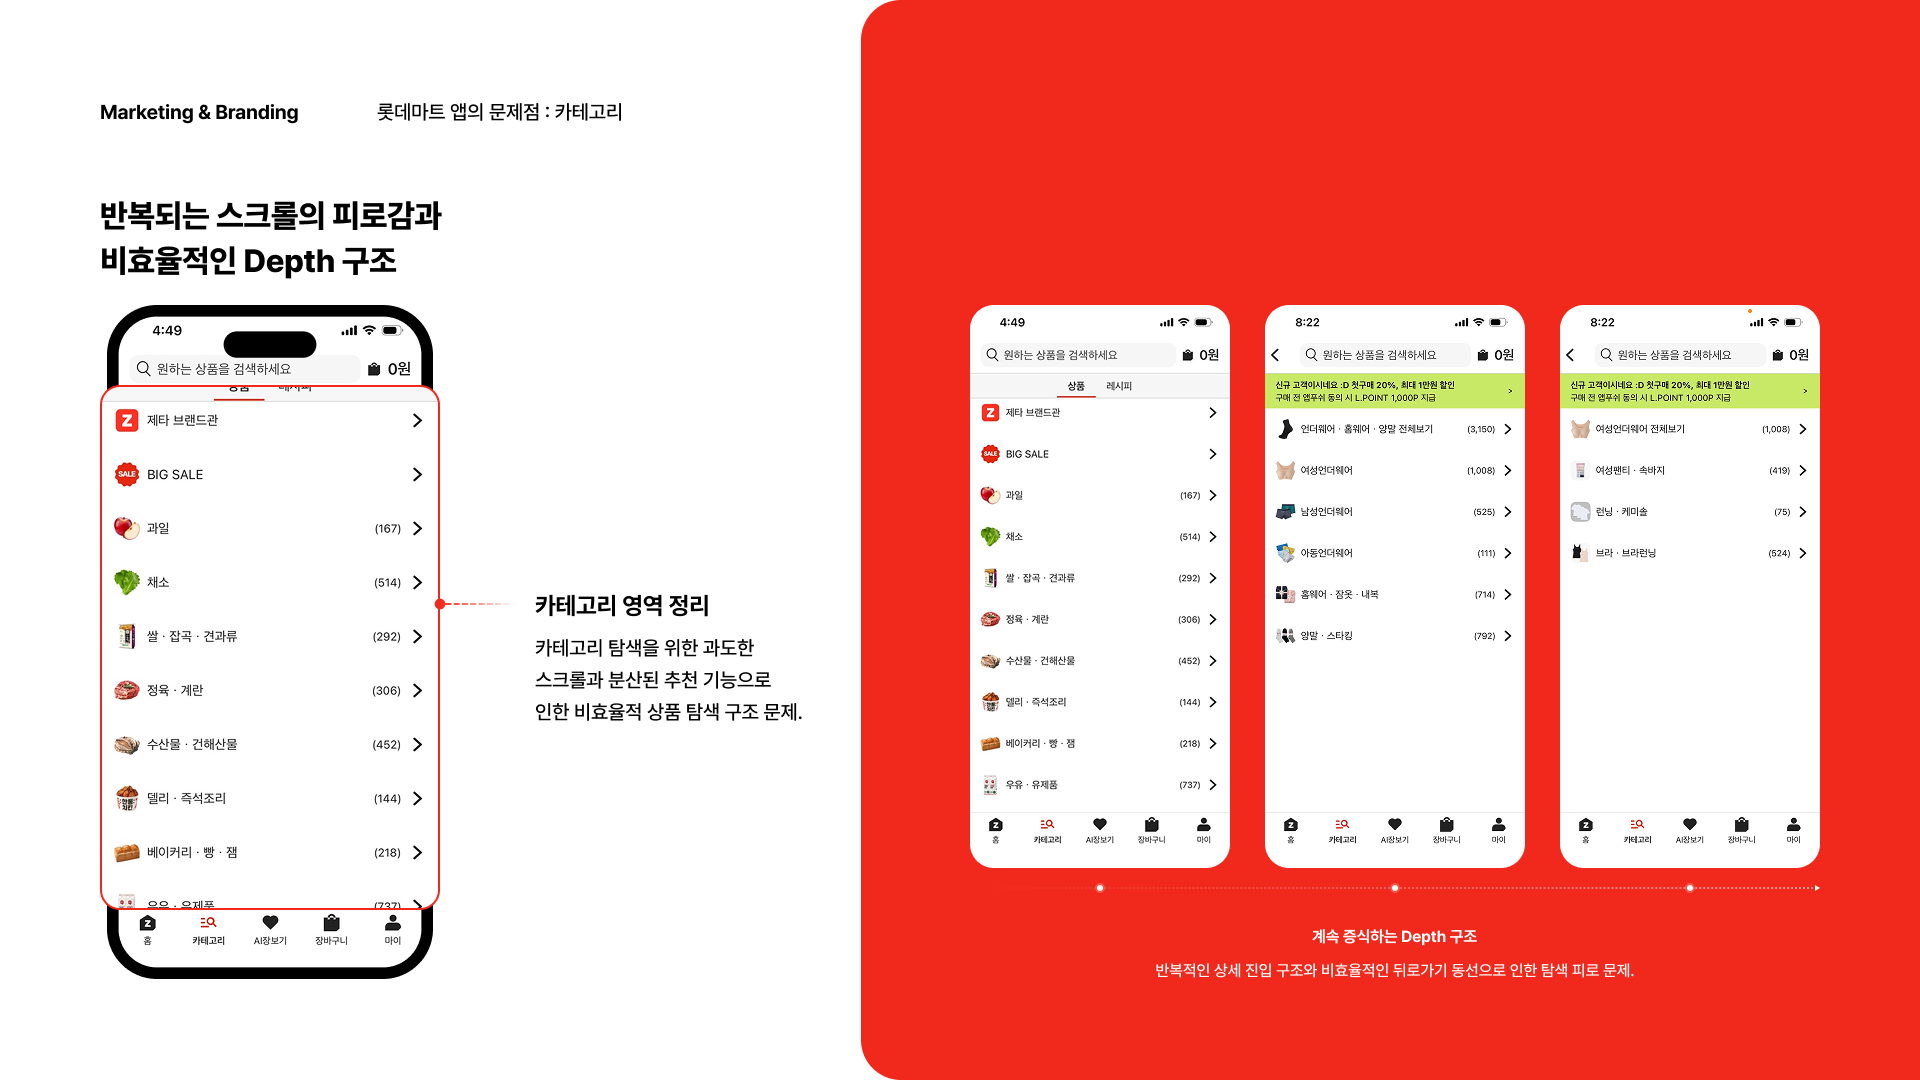 Marketing & Branding
롯데마트 앱의 문제점 : 카테고리
반복되는 스크롤의 피로감과
비효율적인 Depth 구조
4:49
원하는 상품을 검색하세요
0원
상품
레시피
제타 브랜드관
SALE
BIG SALE
과일
(167)
채소
(514)
쌀 · 잡곡 · 견과류
(292)
정육 · 계란
(306)
수산물 · 건해산물
(452)
델리 · 즉석조리
(144)
베이커리 · 빵 · 잼
(218)
우유 · 유제품
(737)
홈
카테고리
AI장보기
장바구니
마이
카테고리 영역 정리
카테고리 탐색을 위한 과도한
스크롤과 분산된 추천 기능으로
인한 비효율적 상품 탐색 구조 문제.
4:49
원하는 상품을 검색하세요
0원
상품
레시피
제타 브랜드관
SALE
BIG SALE
과일
(167)
채소
(514)
쌀 · 잡곡 · 견과류
(292)
정육 · 계란
(306)
수산물 · 건해산물
(452)
델리 · 즉석조리
(144)
베이커리 · 빵 · 잼
(218)
우유 · 유제품
(737)
홈
카테고리
AI장보기
장바구니
마이
8:22
원하는 상품을 검색하세요
0원
신규 고객이시네요 :D 첫구매 20%, 최대 1만원 할인
구매 전 앱푸쉬 동의 시 L.POINT 1,000P 지급
언더웨어 · 홈웨어 · 양말 전체보기
(3,150)
여성언더웨어
(1,008)
남성언더웨어
(525)
아동언더웨어
(111)
홈웨어 · 잠옷 · 내복
(714)
양말 · 스타킹
(792)
홈
카테고리
AI장보기
장바구니
마이
8:22
원하는 상품을 검색하세요
0원
신규 고객이시네요 :D 첫구매 20%, 최대 1만원 할인
구매 전 앱푸쉬 동의 시 L.POINT 1,000P 지급
여성언더웨어 전체보기
(1,008)
여성팬티 · 속바지
(419)
런닝 · 케미솔
(75)
브라 · 브라런닝
(524)
홈
카테고리
AI장보기
장바구니
마이
계속 증식하는 Depth 구조
반복적인 상세 진입 구조와 비효율적인 뒤로가기 동선으로 인한 탐색 피로 문제.